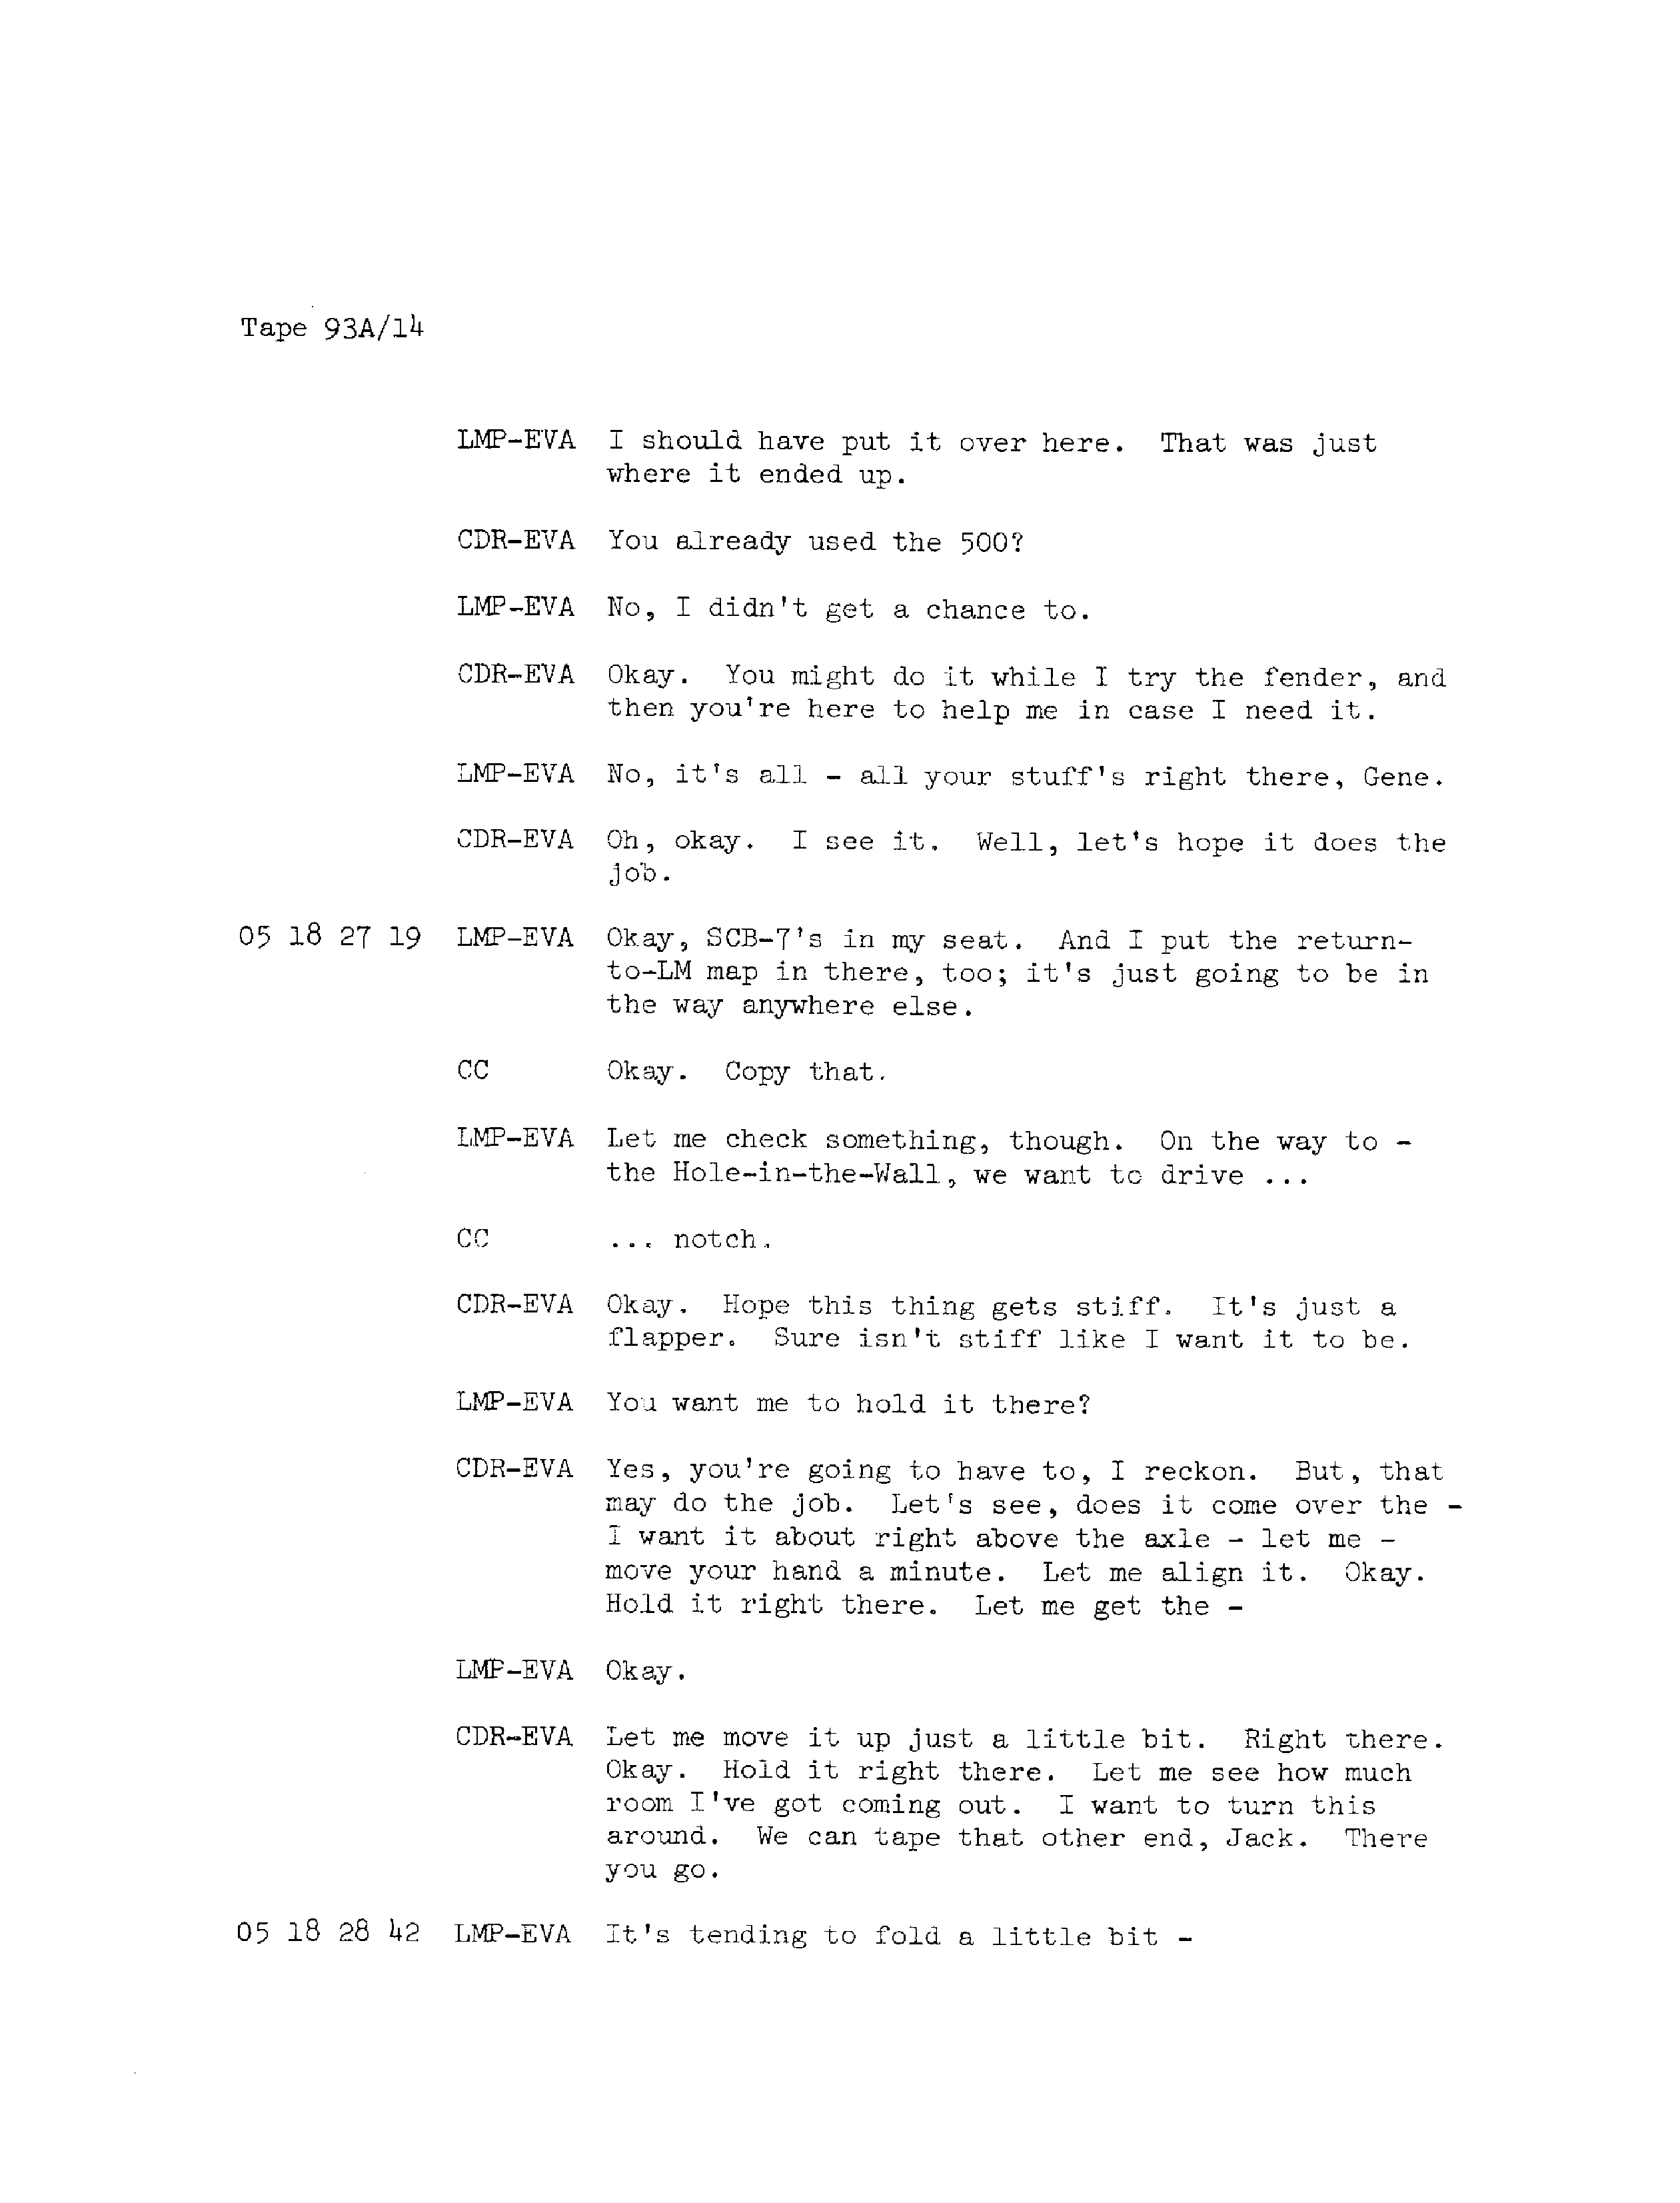 Tape 93A/14
LMP-EVA I should have put it over here. That was just
where it ended up.
CDR-EVA You already used the 500?
LMP-EVA No, I didn't get a chance to.
CDR-EVA Okay. You might do it while I try the fender, and
then you're here to help me in case I need it.
LMP-EVA No, it's all - all your stuff's right there, Gene.
CDR-EVA Oh, okay. I see it. Well, let's hope it does the
job.
05 18 27 19 LMP-EVA Okay, SCB-7's in my seat. And I put the return-
to-LM map in there, too; it's just going to be in
the way anywhere else.
CC Okay. Copy that.
LMP-EVA Let me check something, though. On the way to -
the Hole-in-the-Wall, we want to drive ...
CC ... notch.
CDR-EVA Okay. Hope this thing gets stiff. It's just a
flapper. Sure isn't stiff like I want it to be.
LMP-EVA You want me to hold it there?
CDR-EVA Yes, you're going to have to, I reckon. But, that
may do the job. Let's see, does it come over the -
I want it about right above the axle - let me -
move your hand a minute. Let me align it. Okay.
Hold it right there. Let me get the -
LMP-EVA Okay.
CDR-EVA Let me move it up just a little bit. Right there.
Okay. Hold it right there. Let me see how much
room I've got coming out. I want to turn this
around. We can tape that other end, Jack. There
you go.
05 18 28 42 LMP-EVA It's tending to fold a little bit -